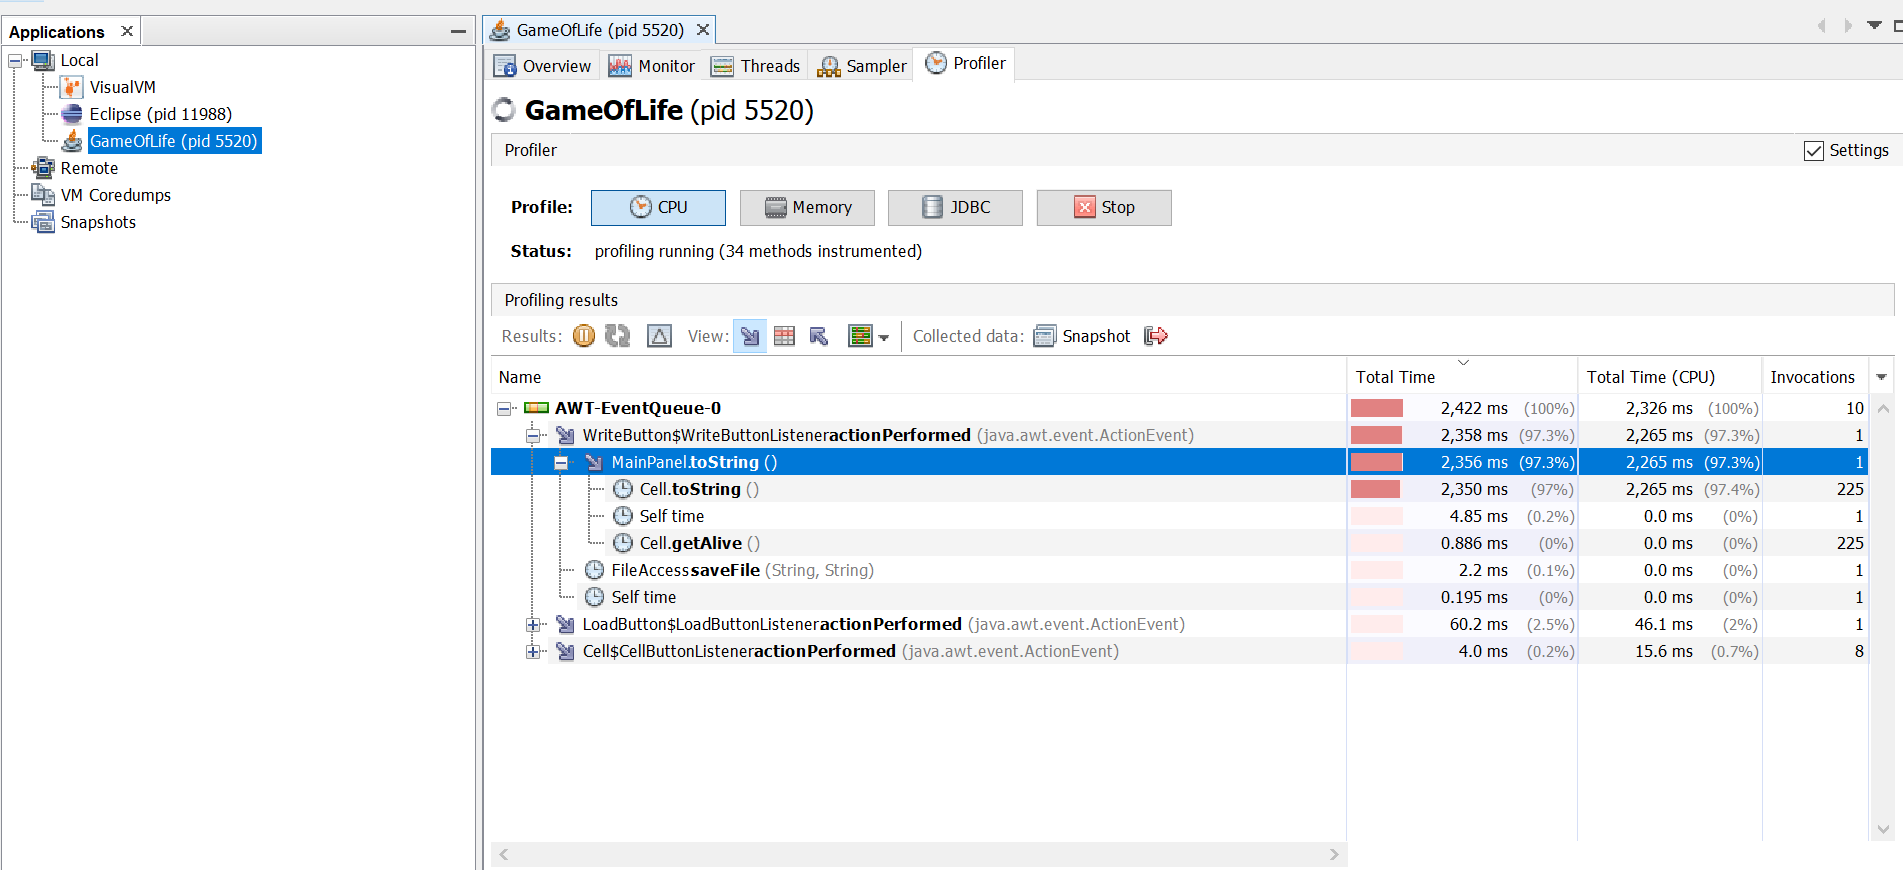 Applications
Local
VisualVM
Eclipse (pid 11988)
GameOfLife (pid 5520)
Remote
VM Coredumps
Snapshots
GameOfLife (pid 5520)
Overview Monitor Threads Sampler Profiler
GameOfLife (pid 5520)
Profiler Settings
Profile: CPU Memory JDBC Stop
Status: profiling running (34 methods instrumented)
Profiling results
Results: View: Collected data: Snapshot
Name Total Time Total Time (CPU) Invocations
AWT-EventQueue-0 2,422 ms (100%) 2,326 ms (100%) 10
WriteButton$WriteButtonListeneractionPerformed (java.awt.event.ActionEvent) 2,358 ms (97.3%) 2,265 ms (97.3%) 1
MainPanel.toString () 2,356 ms (97.3%) 2,265 ms (97.3%) 1
Cell.toString () 2,350 ms (97%) 2,265 ms (97.4%) 225
Self time 4.85 ms (0.2%) 0.0 ms (0%) 1
Cell.getAlive () 0.886 ms (0%) 0.0 ms (0%) 225
FileAccesssaveFile (String, String) 2.2 ms (0.1%) 0.0 ms (0%) 1
Self time 0.195 ms (0%) 0.0 ms (0%) 1
LoadButton$LoadButtonListeneractionPerformed (java.awt.event.ActionEvent) 60.2 ms (2.5%) 46.1 ms (2%) 1
Cell$CellButtonListeneractionPerformed (java.awt.event.ActionEvent) 4.0 ms (0.2%) 15.6 ms (0.7%) 8